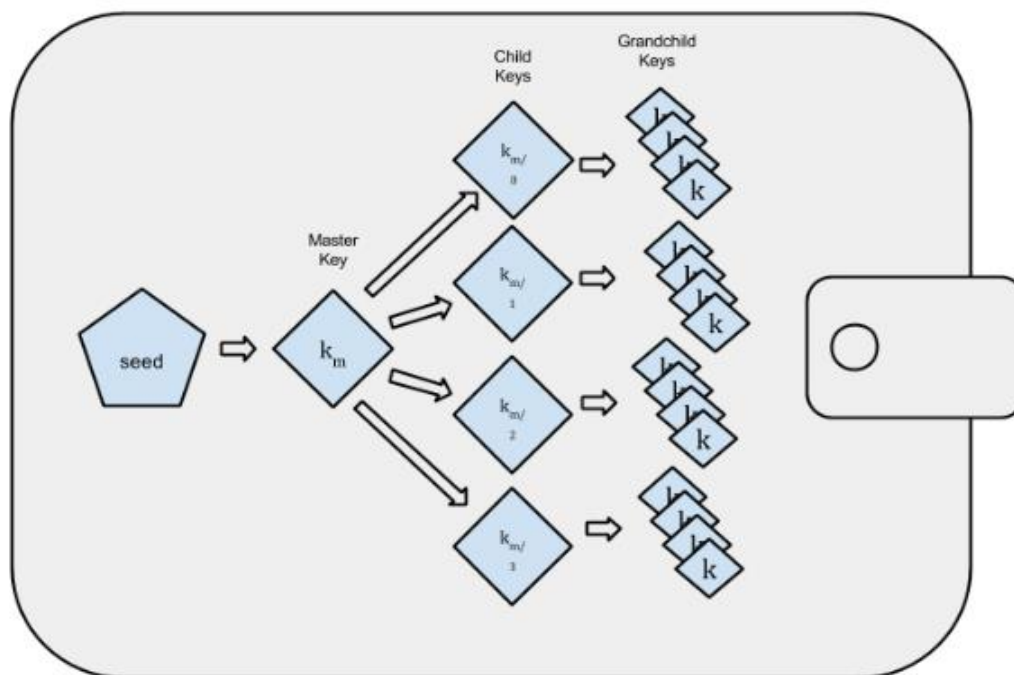 Child
Keys
Grandchild
Keys
Master
Key
seed
k_m
k_m/
0
k_m/
1
k_m/
2
k_m/
3
k
k
k
k